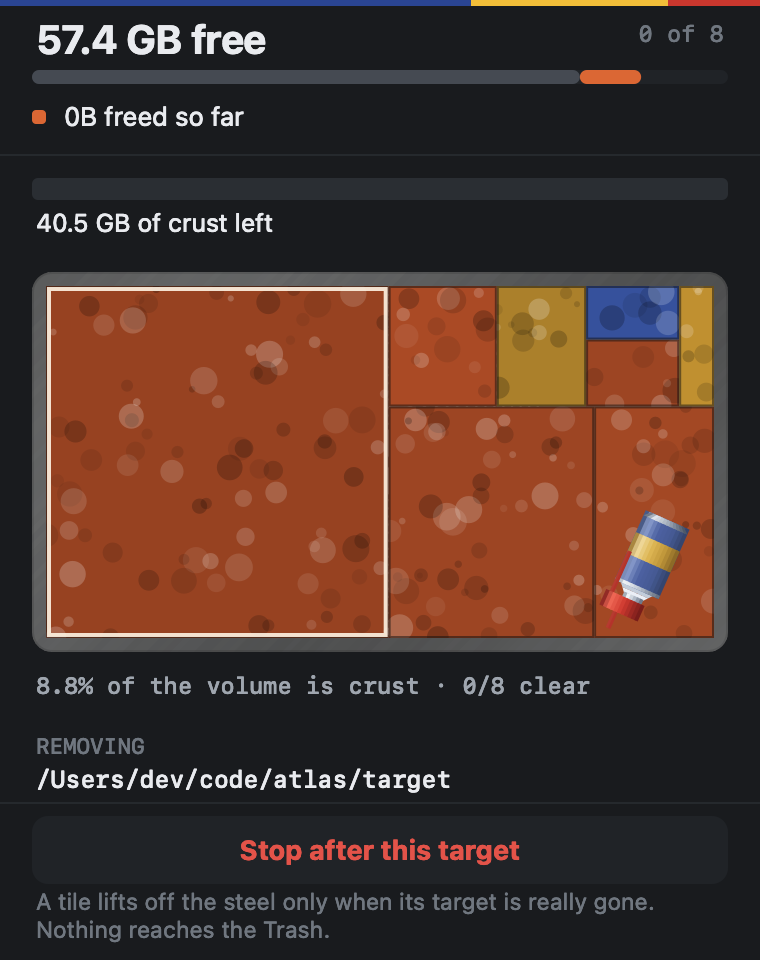 57.4 GB free
0 of 8
0B freed so far
40.5 GB of crust left
8.8% of the volume is crust · 0/8 clear
REMOVING
/Users/dev/code/atlas/target
Stop after this target
A tile lifts off the steel only when its target is really gone.
Nothing reaches the Trash.